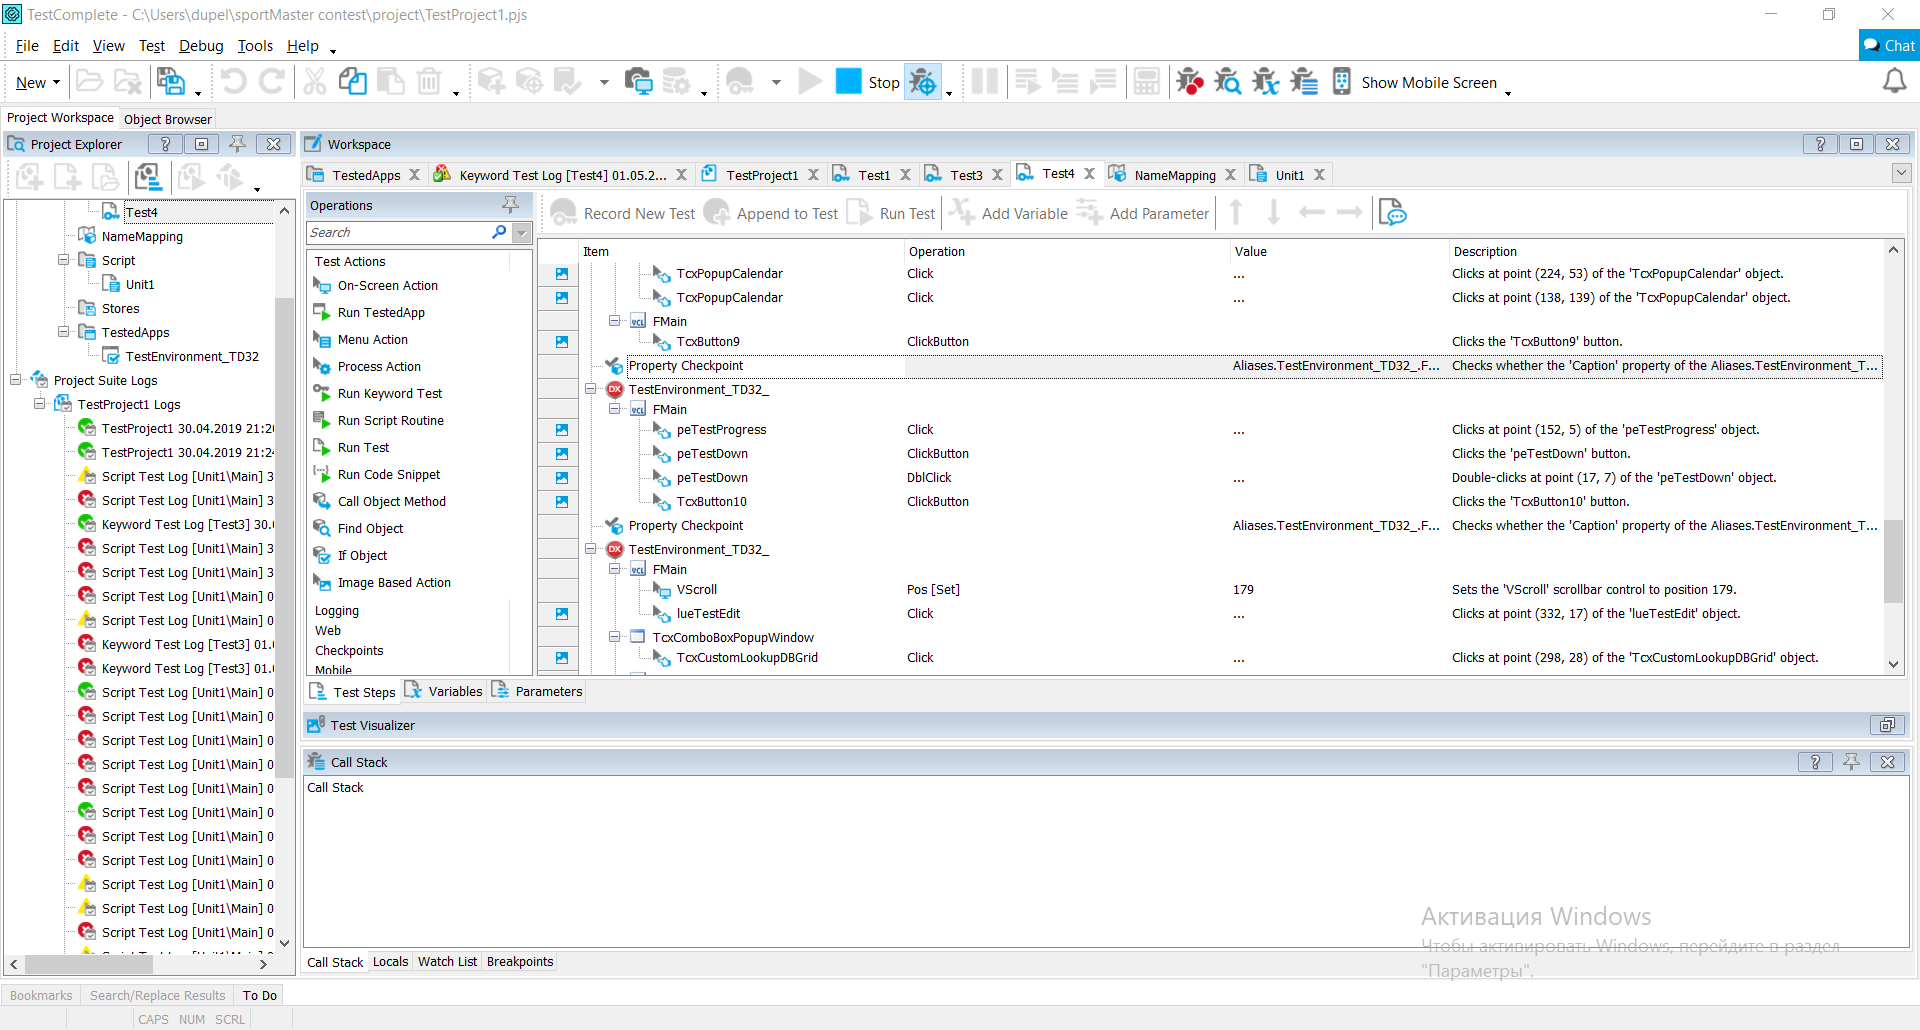 TestComplete - C:\Users\dupel\sportMaster contest\project\TestProject1.pjs
File Edit View Test Debug Tools Help
Chat
New Stop Show Mobile Screen
Project Workspace Object Browser
Project Explorer
Test4
NameMapping
Script
Unit1
Stores
TestedApps
TestEnvironment_TD32
Project Suite Logs
TestProject1 Logs
TestProject1 30.04.2019 21:20
TestProject1 30.04.2019 21:24
Script Test Log [Unit1\Main] 3
Script Test Log [Unit1\Main] 3
Keyword Test Log [Test3] 30.0
Script Test Log [Unit1\Main] 3
Script Test Log [Unit1\Main] 3
Script Test Log [Unit1\Main] 0
Script Test Log [Unit1\Main] 0
Keyword Test Log [Test3] 01.0
Keyword Test Log [Test3] 01.0
Script Test Log [Unit1\Main] 0
Script Test Log [Unit1\Main] 0
Script Test Log [Unit1\Main] 0
Script Test Log [Unit1\Main] 0
Script Test Log [Unit1\Main] 0
Script Test Log [Unit1\Main] 0
Script Test Log [Unit1\Main] 0
Script Test Log [Unit1\Main] 0
Script Test Log [Unit1\Main] 0
Script Test Log [Unit1\Main] 0
Script Test Log [Unit1\Main] 0
Workspace
TestedApps Keyword Test Log [Test4] 01.05.2... TestProject1 Test1 Test3 Test4 NameMapping Unit1
Operations
Search
Test Actions
On-Screen Action
Run TestedApp
Menu Action
Process Action
Run Keyword Test
Run Script Routine
Run Test
Run Code Snippet
Call Object Method
Find Object
If Object
Image Based Action
Logging
Web
Checkpoints
Mobile
Record New Test Append to Test Run Test Add Variable Add Parameter
Item Operation Value Description
TcxPopupCalendar Click ... Clicks at point (224, 53) of the 'TcxPopupCalendar' object.
TcxPopupCalendar Click ... Clicks at point (138, 139) of the 'TcxPopupCalendar' object.
VCL FMain
TcxButton9 ClickButton Clicks the 'TcxButton9' button.
Property Checkpoint Aliases.TestEnvironment_TD32_.F... Checks whether the 'Caption' property of the Aliases.TestEnvironment_T...
DX TestEnvironment_TD32_
VCL FMain
peTestProgress Click ... Clicks at point (152, 5) of the 'peTestProgress' object.
peTestDown ClickButton Clicks the 'peTestDown' button.
peTestDown DblClick ... Double-clicks at point (17, 7) of the 'peTestDown' object.
TcxButton10 ClickButton Clicks the 'TcxButton10' button.
Property Checkpoint Aliases.TestEnvironment_TD32_.F... Checks whether the 'Caption' property of the Aliases.TestEnvironment_T...
DX TestEnvironment_TD32_
VCL FMain
VScroll Pos [Set] 179 Sets the 'VScroll' scrollbar control to position 179.
lueTestEdit Click ... Clicks at point (332, 17) of the 'lueTestEdit' object.
TcxComboBoxPopupWindow
TcxCustomLookupDBGrid Click ... Clicks at point (298, 28) of the 'TcxCustomLookupDBGrid' object.
Test Steps Variables Parameters
Test Visualizer
Call Stack
Call Stack
Call Stack Locals Watch List Breakpoints
Активация Windows
Чтобы активировать Windows, перейдите в раздел
"Параметры".
Bookmarks Search/Replace Results To Do
CAPS NUM SCRL